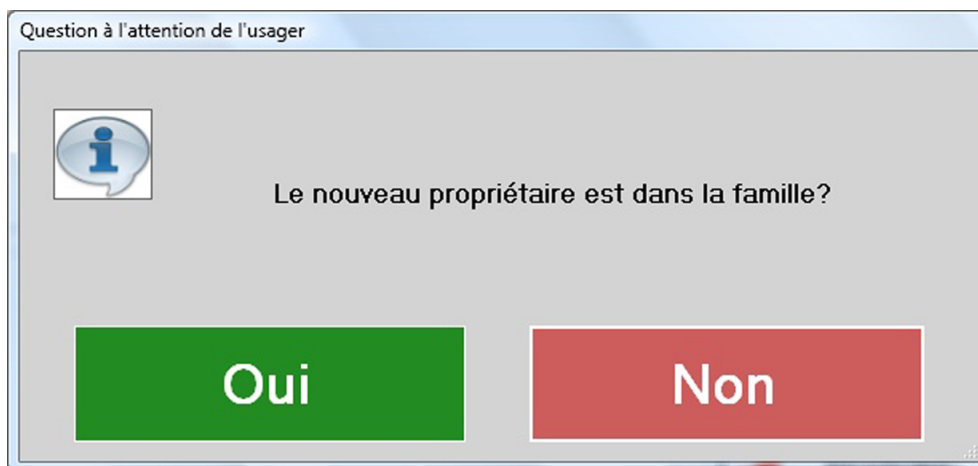 Question à l'attention de l'usager
Le nouveau propriétaire est dans la famille?
Oui
Non